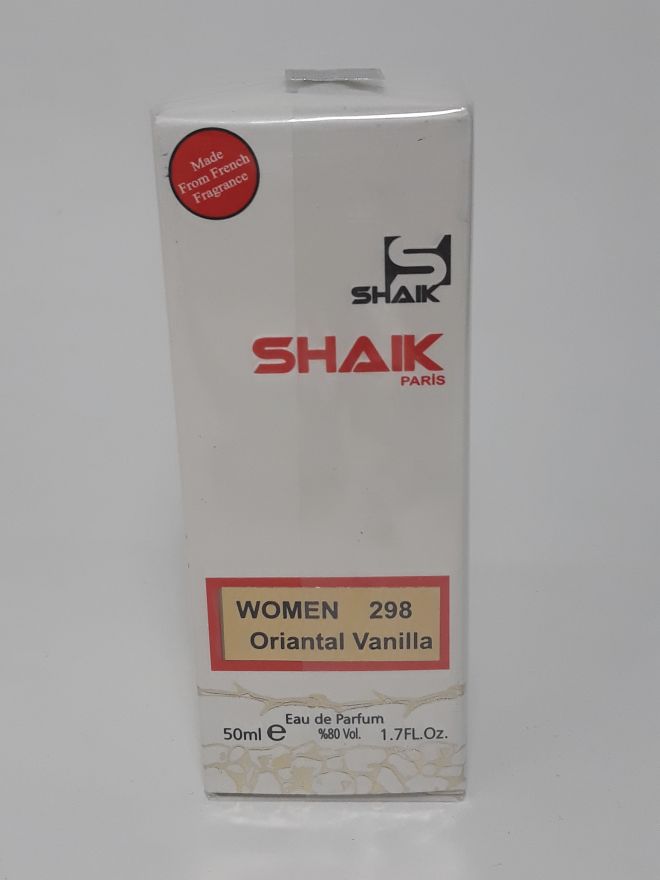 Made
From French
Fragrance
S
SHAIK
SHAIK
PARİS
WOMEN 298
Oriantal Vanilla
Eau de Parfum
50ml e %80 Vol. 1.7FL.Oz.